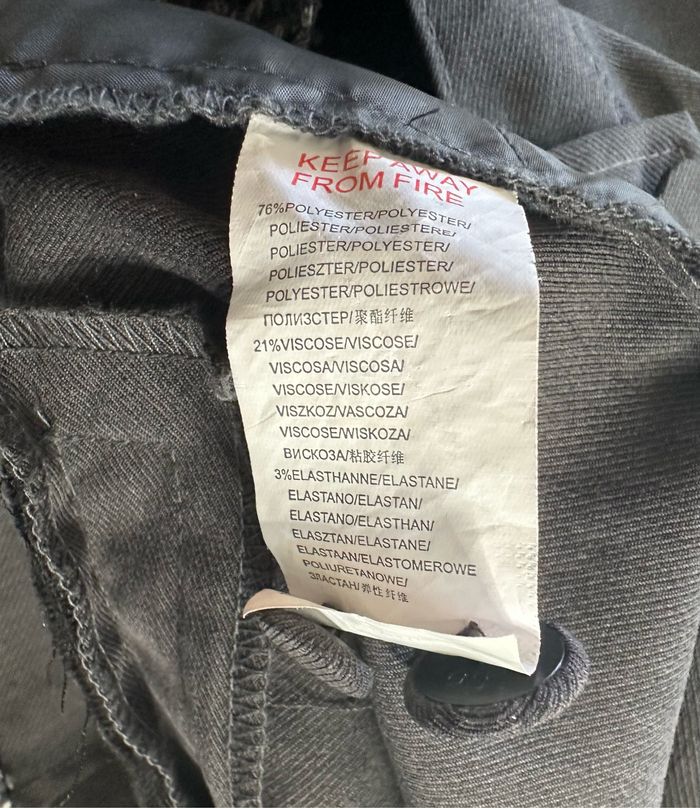 KEEP AWAY
FROM FIRE
76%POLYESTER/POLYESTER/
POLIESTER/POLIESTERE/
POLIESTER/POLYESTER/
POLIESZTER/POLIESTER/
POLYESTER/POLIESTROWE/
ПОЛИЗСТЕР/聚酯纤维
21%VISCOSE/VISCOSE/
VISCOSA/VISCOSA/
VISCOSE/VISKOSE/
VISZKOZ/VASCOZA/
VISCOSE/WISKOZA/
ВИСКОЗА/粘胶纤维
3%ELASTHANNE/ELASTANE/
ELASTANO/ELASTAN/
ELASTANO/ELASTHAN/
ELASZTAN/ELASTANE/
ELASTAAN/ELASTOMEROWE
POLIURETANOWE/
ЗЛАСТАН/弹性纤维